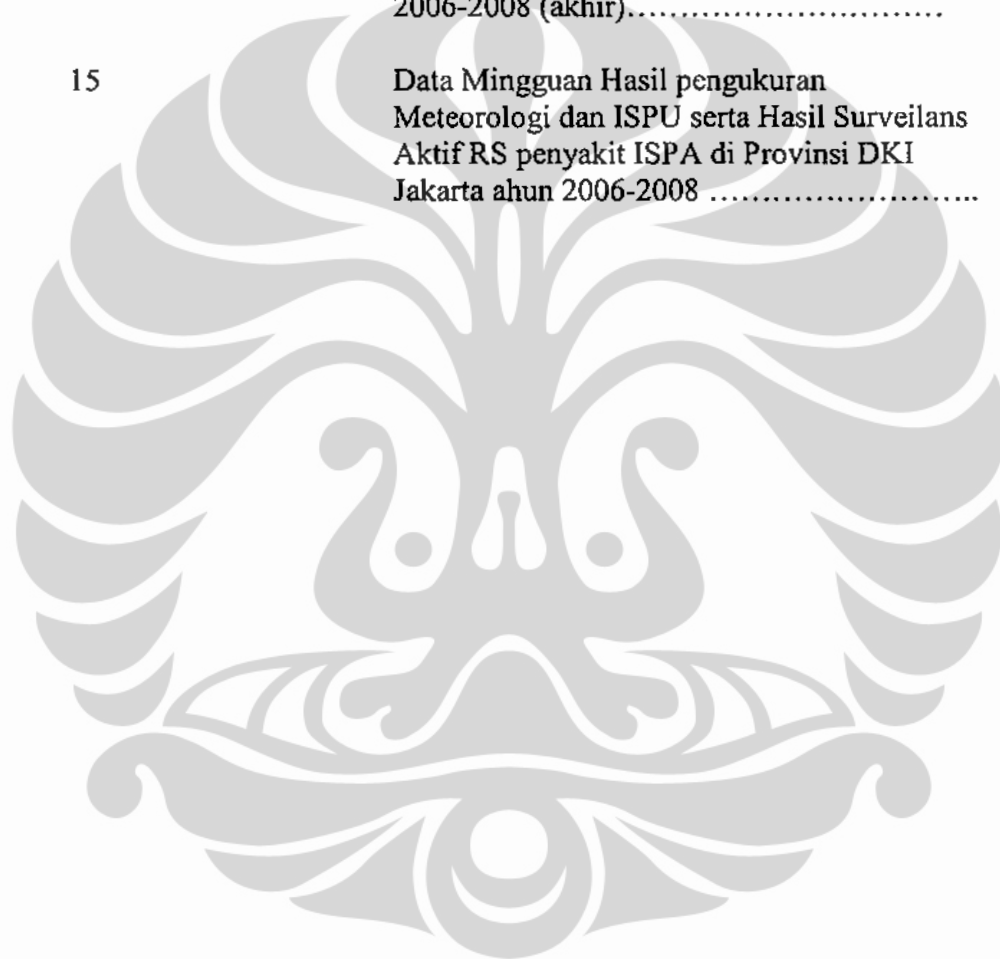 2006-2008 (akhir)..............................
15 Data Mingguan Hasil pengukuran
Meteorologi dan ISPU serta Hasil Surveilans
Aktif RS penyakit ISPA di Provinsi DKI
Jakarta ahun 2006-2008 ..........................